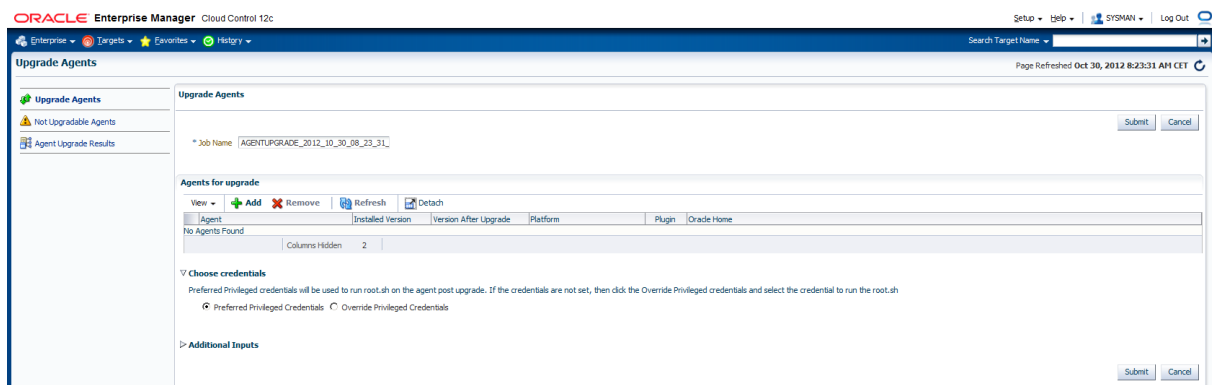 ORACLE Enterprise Manager Cloud Control 12c
Setup Help SYSMAN Log Out
Enterprise Targets Favorites History
Search Target Name
Upgrade Agents
Page Refreshed Oct 30, 2012 8:23:31 AM CET
Upgrade Agents
Not Upgradable Agents
Agent Upgrade Results
Upgrade Agents
Submit Cancel
* Job Name AGENTUPGRADE_2012_10_30_08_23_31_
Agents for upgrade
View Add Remove Refresh Detach
Agent Installed Version Version After Upgrade Platform Plugin Oracle Home
No Agents Found
Columns Hidden 2
Choose credentials
Preferred Privileged credentials will be used to run root.sh on the agent post upgrade. If the credentials are not set, then click the Override Privileged credentials and select the credential to run the root.sh
Preferred Privileged Credentials Override Privileged Credentials
Additional Inputs
Submit Cancel